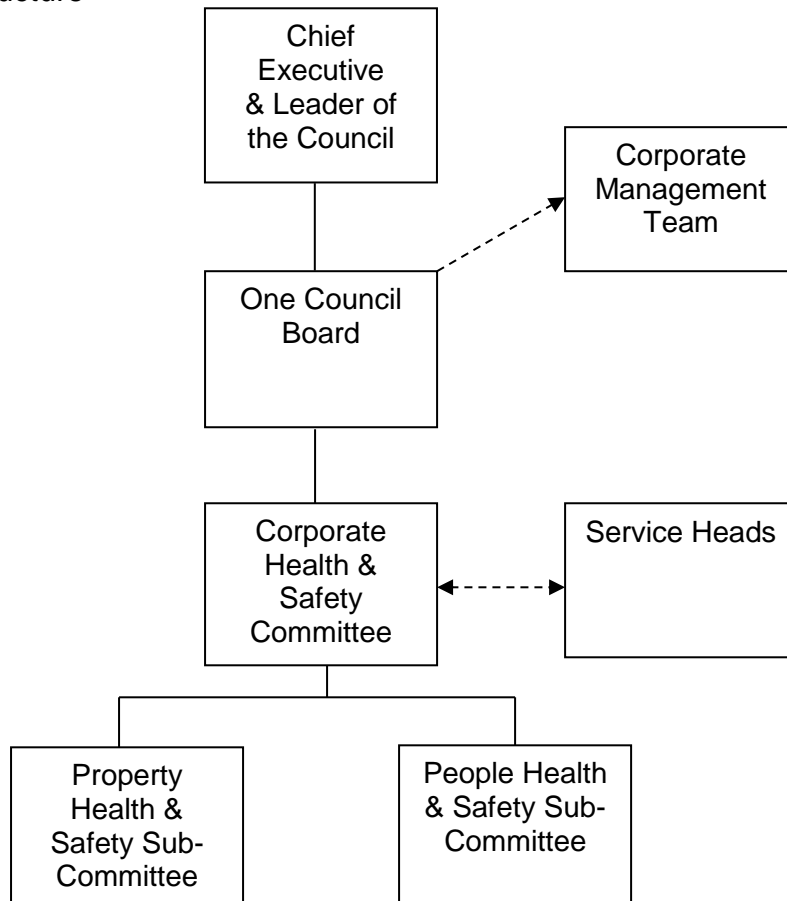 Chief
Executive
& Leader of
the Council
Corporate
Management
Team
One Council
Board
Corporate
Health &
Safety
Committee
Service Heads
Property
Health &
Safety Sub-
Committee
People Health
& Safety Sub-
Committee